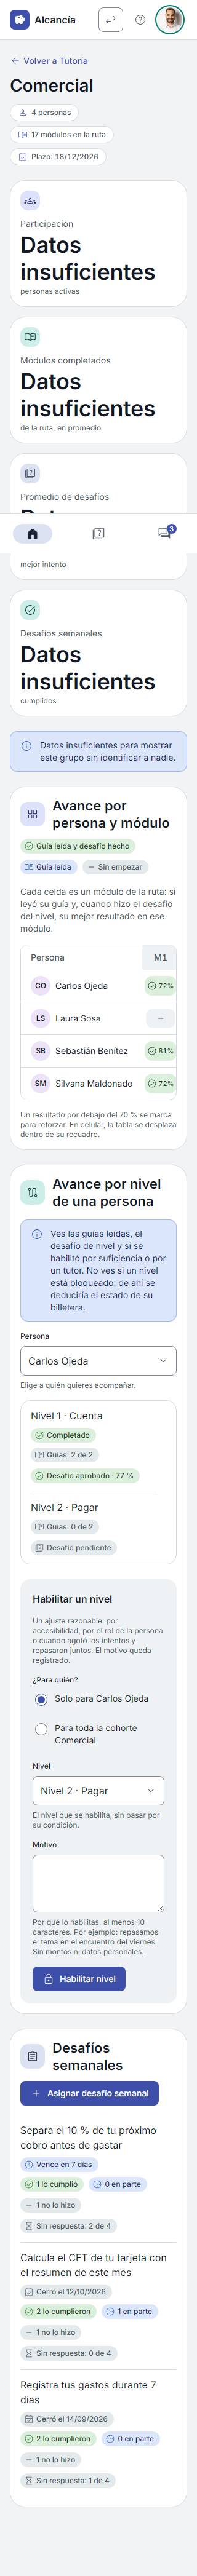 Alcancía
Volver a Tutoría
Comercial
4 personas
17 módulos en la ruta
Plazo: 18/12/2026
Participación
Datos
insuficientes
personas activas
Módulos completados
Datos
insuficientes
de la ruta, en promedio
Promedio de desafíos
3
mejor intento
Desafíos semanales
Datos
insuficientes
cumplidos
Datos insuficientes para mostrar
este grupo sin identificar a nadie.
Avance por
persona y módulo
Guía leída y desafío hecho
Guía leída
Sin empezar
Cada celda es un módulo de la ruta: si
leyó su guía y, cuando hizo el desafío
del nivel, su mejor resultado en ese
módulo.
Persona M1
CO Carlos Ojeda 72%
LS Laura Sosa –
SB Sebastián Benítez 81%
SM Silvana Maldonado 72%
Un resultado por debajo del 70 % se marca
para reforzar. En celular, la tabla se desplaza
dentro de su recuadro.
Avance por nivel
de una persona
Ves las guías leídas, el
desafío de nivel y si se
habilitó por suficiencia o por
un tutor. No ves si un nivel
está bloqueado: de ahí se
deduciría el estado de su
billetera.
Persona
Carlos Ojeda
Elige a quién quieres acompañar.
Nivel 1 · Cuenta
Completado
Guías: 2 de 2
Desafío aprobado · 77 %
Nivel 2 · Pagar
Guías: 0 de 2
Desafío pendiente
Habilitar un nivel
Un ajuste razonable: por
accesibilidad, por el rol de la persona
o cuando agotó los intentos y
repasaron juntos. El motivo queda
registrado.
¿Para quién?
Solo para Carlos Ojeda
Para toda la cohorte
Comercial
Nivel
Nivel 2 · Pagar
El nivel que se habilita, sin pasar por
su condición.
Motivo
Por qué lo habilitas, al menos 10
caracteres. Por ejemplo: repasamos
el tema en el encuentro del viernes.
Sin montos ni datos personales.
Habilitar nivel
Desafíos
semanales
Asignar desafío semanal
Separa el 10 % de tu próximo
cobro antes de gastar
Vence en 7 días
1 lo cumplió
0 en parte
1 no lo hizo
Sin respuesta: 2 de 4
Calcula el CFT de tu tarjeta con
el resumen de este mes
Cerró el 12/10/2026
2 lo cumplieron
1 en parte
1 no lo hizo
Sin respuesta: 0 de 4
Registra tus gastos durante 7
días
Cerró el 14/09/2026
2 lo cumplieron
0 en parte
1 no lo hizo
Sin respuesta: 1 de 4